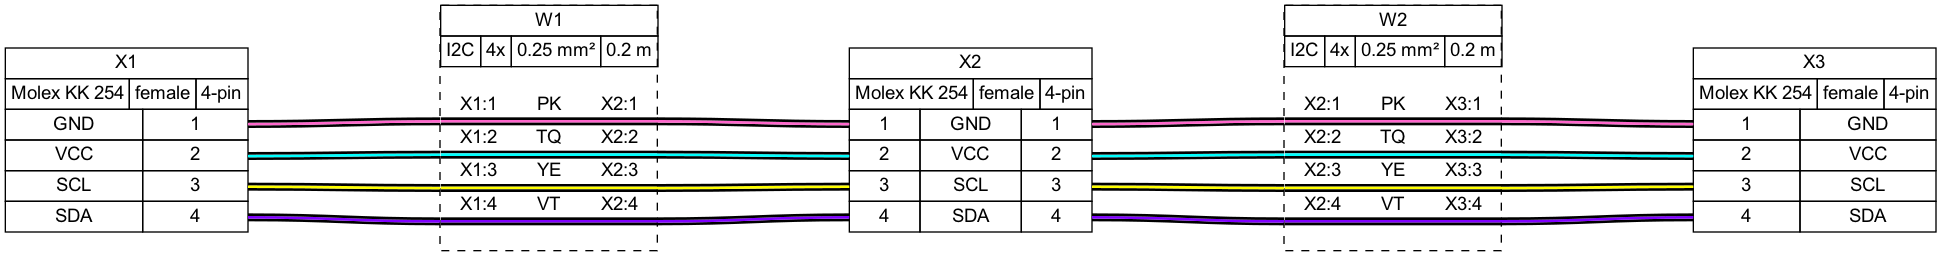 W1
I2C 4x 0.25 mm² 0.2 m
W2
I2C 4x 0.25 mm² 0.2 m
X1
Molex KK 254 female 4-pin
GND 1
VCC 2
SCL 3
SDA 4
X1:1 PK X2:1
X1:2 TQ X2:2
X1:3 YE X2:3
X1:4 VT X2:4
X2
Molex KK 254 female 4-pin
1 GND 1
2 VCC 2
3 SCL 3
4 SDA 4
X2:1 PK X3:1
X2:2 TQ X3:2
X2:3 YE X3:3
X2:4 VT X3:4
X3
Molex KK 254 female 4-pin
1 GND
2 VCC
3 SCL
4 SDA